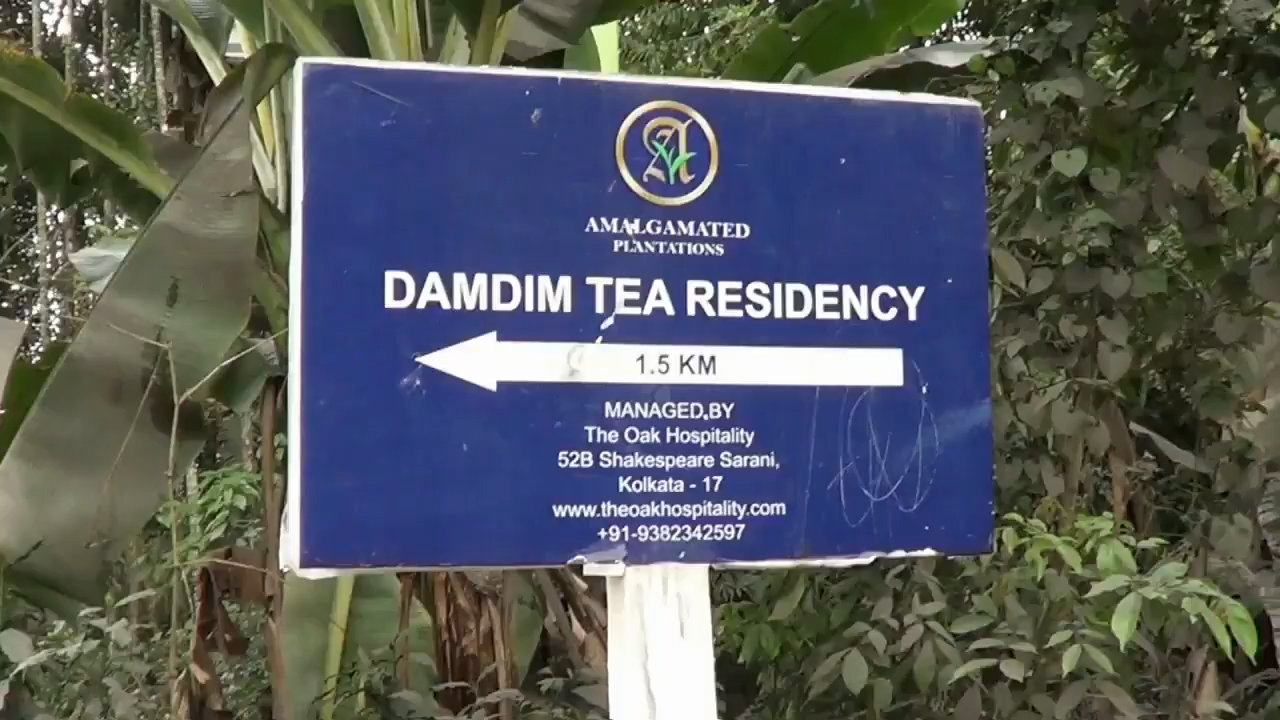 A
AMALGAMATED
PLANTATIONS
DAMDIM TEA RESIDENCY
1.5 KM
MANAGED BY
The Oak Hospitality
52B Shakespeare Sarani,
Kolkata - 17
www.theoakhospitality.com
+91-9382342597